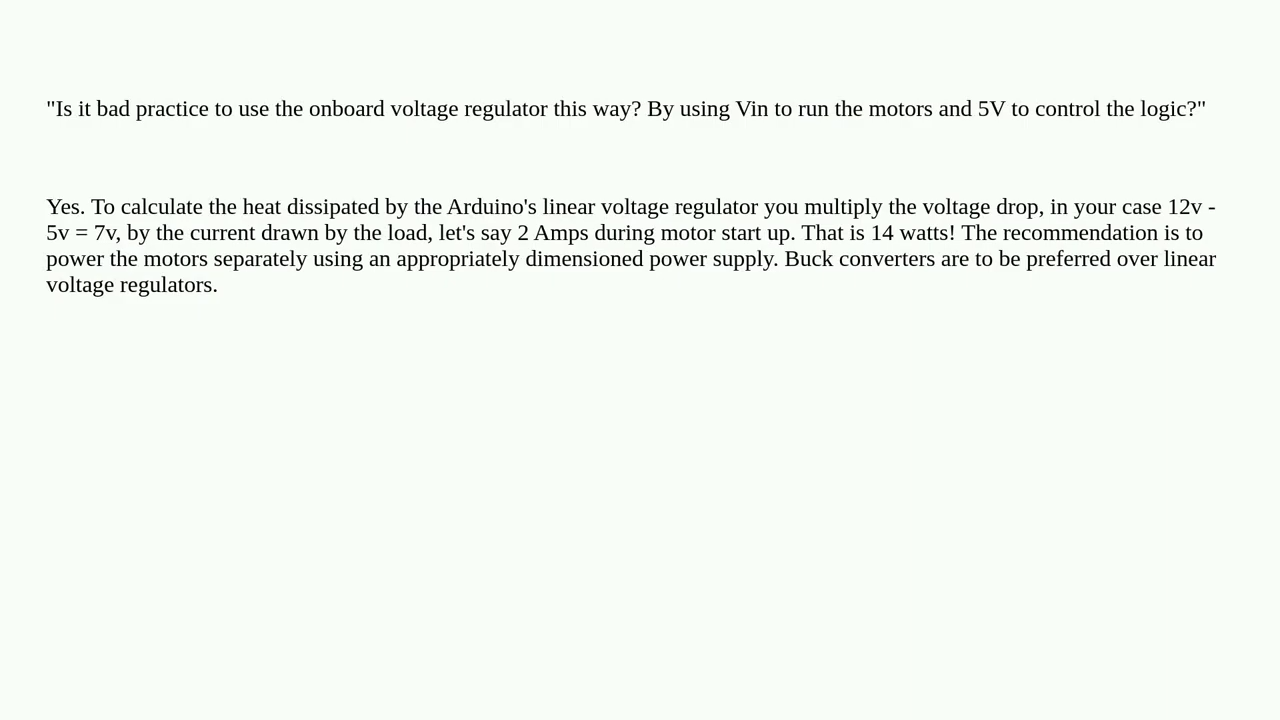 "Is it bad practice to use the onboard voltage regulator this way? By using Vin to run the motors and 5V to control the logic?"
Yes. To calculate the heat dissipated by the Arduino's linear voltage regulator you multiply the voltage drop, in your case 12v -
5v = 7v, by the current drawn by the load, let's say 2 Amps during motor start up. That is 14 watts! The recommendation is to
power the motors separately using an appropriately dimensioned power supply. Buck converters are to be preferred over linear
voltage regulators.